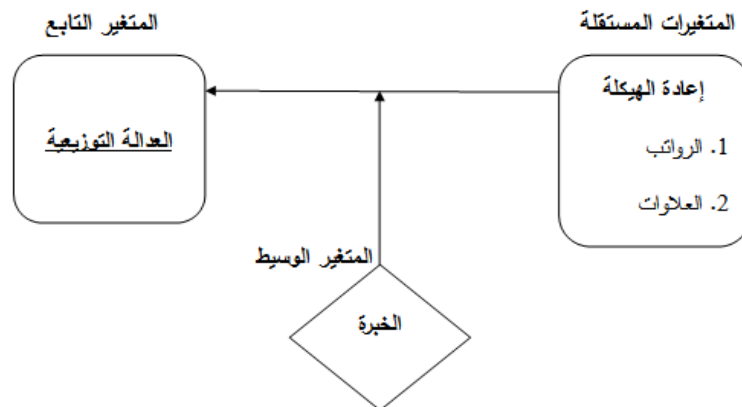 المتغيرات المستقلة
المتغير التابع
إعادة الهيكلة
1. الرواتب
2. العلاوات
العدالة التوزيعية
المتغير الوسيط
الخبرة